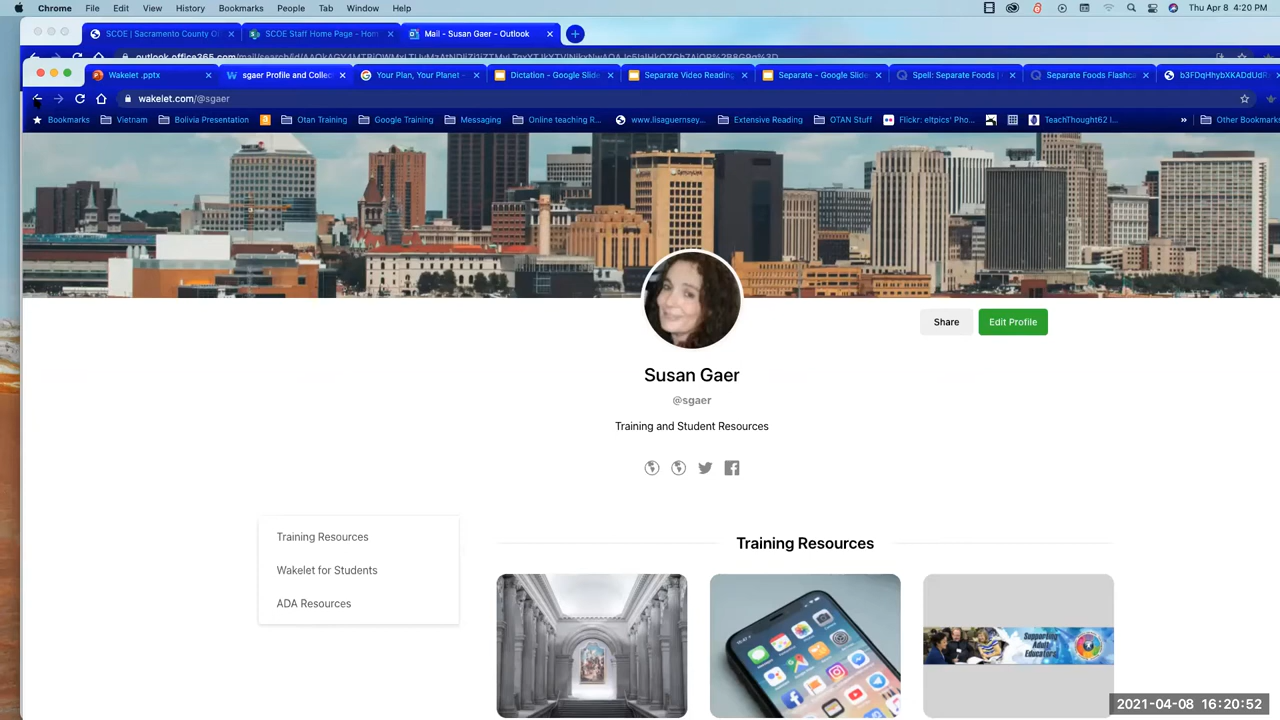 Chrome File Edit View History Bookmarks People Tab Window Help Thu Apr 8 4:20 PM
SCOE | Sacramento County O SCOE Staff Home Page - Hom Mail - Susan Gaer - Outlook
Wakelet .pptx sgaer Profile and Collec Your Plan, Your Planet - Dictation - Google Slide Separate Video Reading Separate - Google Slide Spell: Separate Foods | Separate Foods Flashca
wakelet.com/@sgaer
Bookmarks Vietnam Bolivia Presentation Otan Training Google Training Messaging Online teaching R... www.lisaguernsey... Extensive Reading OTAN Stuff Flickr: eltpics' Pho... TeachThought62 I... » Other Bookmarks
Share Edit Profile
Susan Gaer
@sgaer
Training and Student Resources
Training Resources
Wakelet for Students
ADA Resources
Training Resources
Supporting
Adult
Educators
2021-04-08 16:20:52